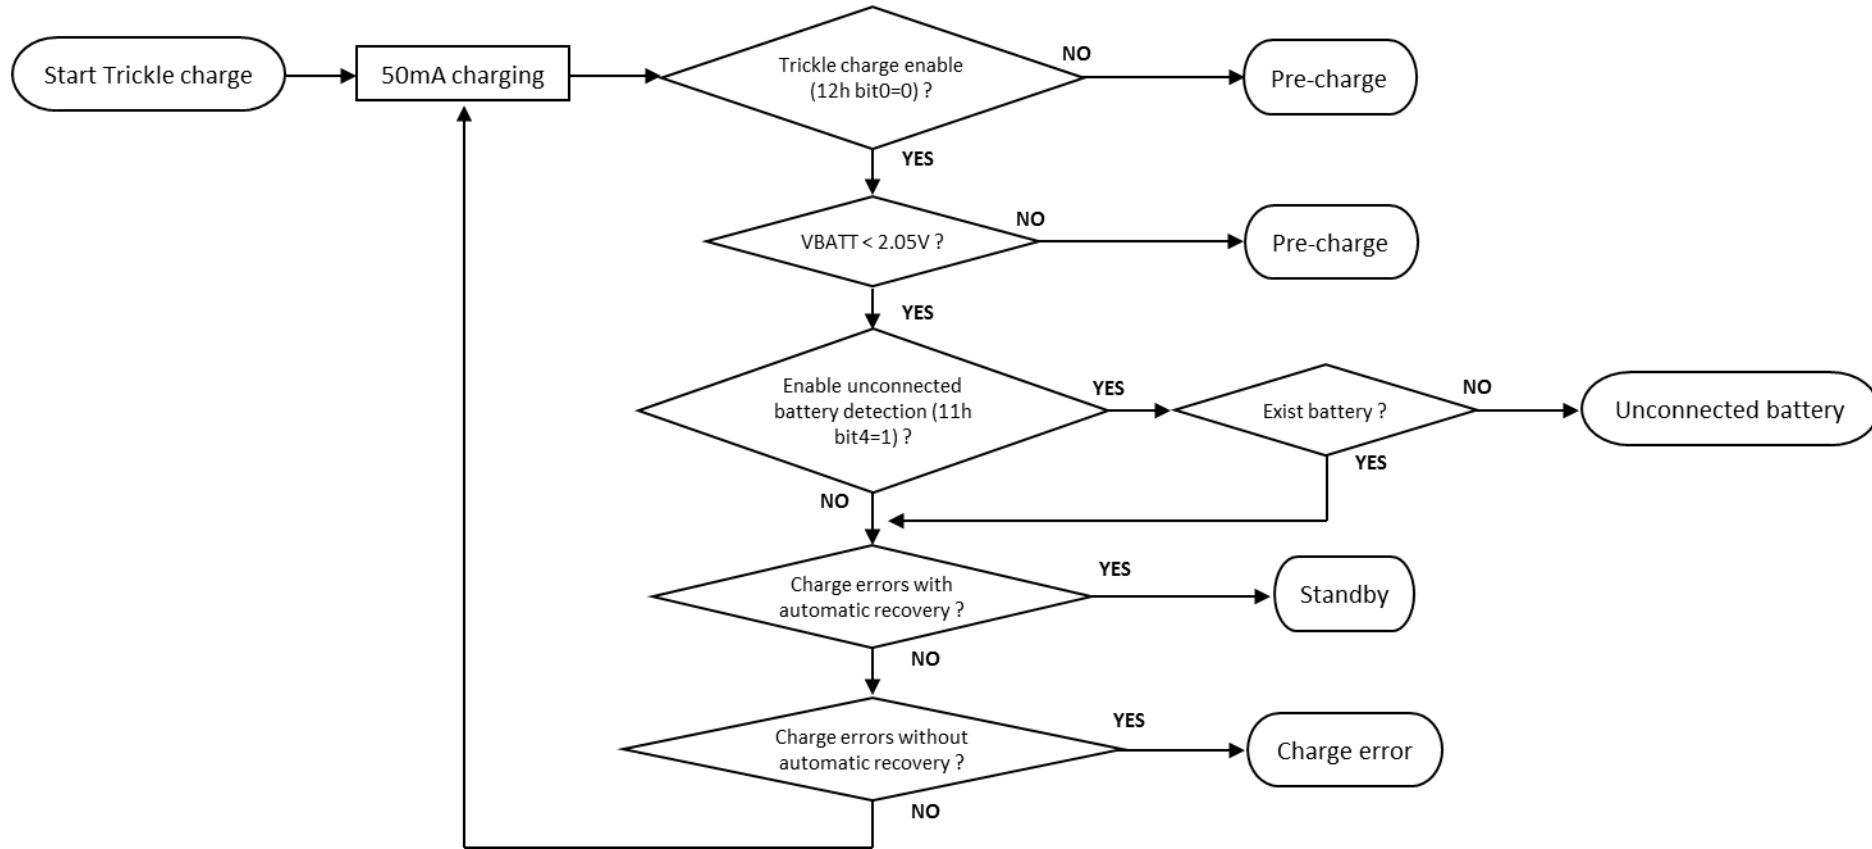 Start Trickle charge
50mA charging
Trickle charge enable
(12h bit0=0) ?
NO
Pre-charge
YES
VBATT < 2.05V ?
NO
Pre-charge
YES
Enable unconnected
battery detection (11h
bit4=1) ?
YES
Exist battery ?
NO
Unconnected battery
YES
NO
Charge errors with
automatic recovery ?
YES
Standby
NO
Charge errors without
automatic recovery ?
YES
Charge error
NO